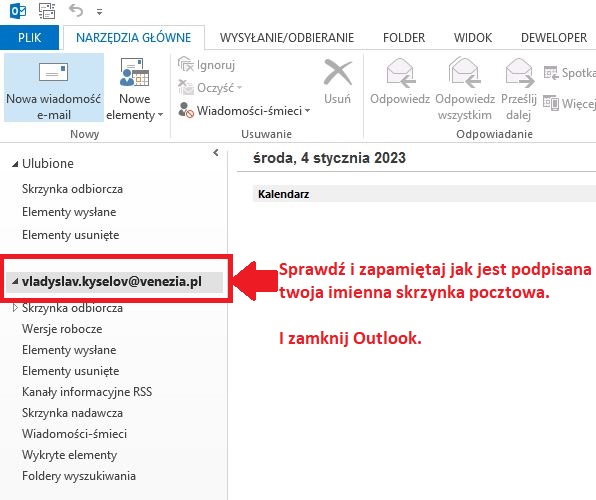 PLIK NARZĘDZIA GŁÓWNE WYSYŁANIE/ODBIERANIE FOLDER WIDOK DEWELOPER
Nowa wiadomość e-mail
Nowe elementy
Nowy
Ignoruj
Oczyść
Wiadomości-śmieci
Usuń
Usuwanie
Odpowiedz
Odpowiedz wszystkim
Prześlij dalej
Spotka
Więcej
Odpowiadanie
Ulubione
Skrzynka odbiorcza
Elementy wysłane
Elementy usunięte
vladyslav.kyselov@venezia.pl
Skrzynka odbiorcza
Wersje robocze
Elementy wysłane
Elementy usunięte
Kanały informacyjne RSS
Skrzynka nadawcza
Wiadomości-śmieci
Wykryte elementy
Foldery wyszukiwania
środa, 4 stycznia 2023
Kalendarz
Sprawdź i zapamiętaj jak jest podpisana
twoja imienna skrzynka pocztowa.
I zamknij Outlook.